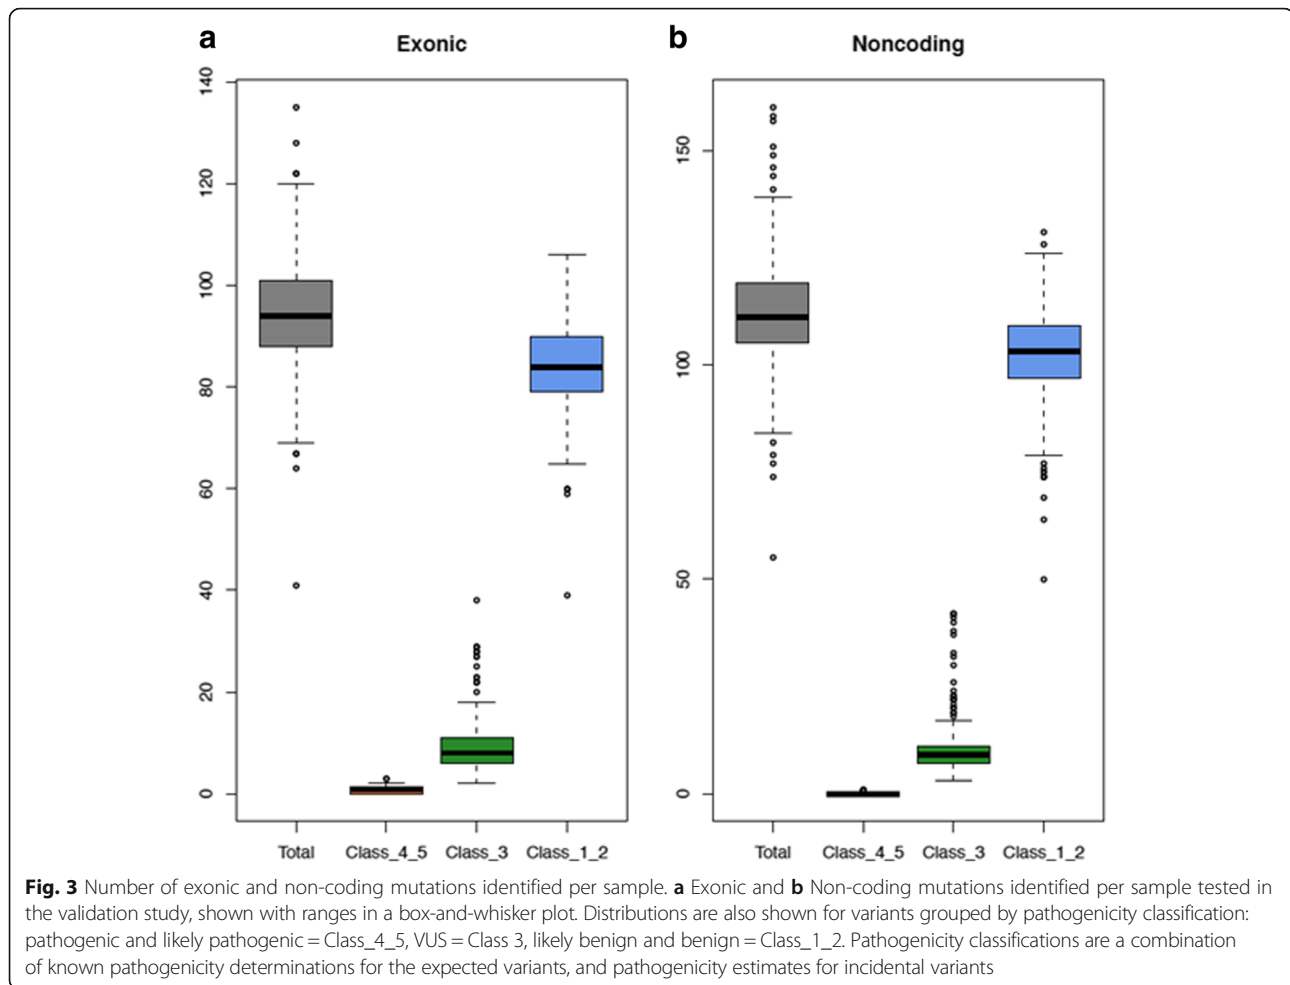 a
Exonic
140
120
100
80
60
40
20
0
Total
Class_4_5
Class_3
Class_1_2
b
Noncoding
150
100
50
0
Total
Class_4_5
Class_3
Class_1_2
Fig. 3 Number of exonic and non-coding mutations identified per sample. a Exonic and b Non-coding mutations identified per sample tested in
the validation study, shown with ranges in a box-and-whisker plot. Distributions are also shown for variants grouped by pathogenicity classification:
pathogenic and likely pathogenic = Class_4_5, VUS = Class 3, likely benign and benign = Class_1_2. Pathogenicity classifications are a combination
of known pathogenicity determinations for the expected variants, and pathogenicity estimates for incidental variants